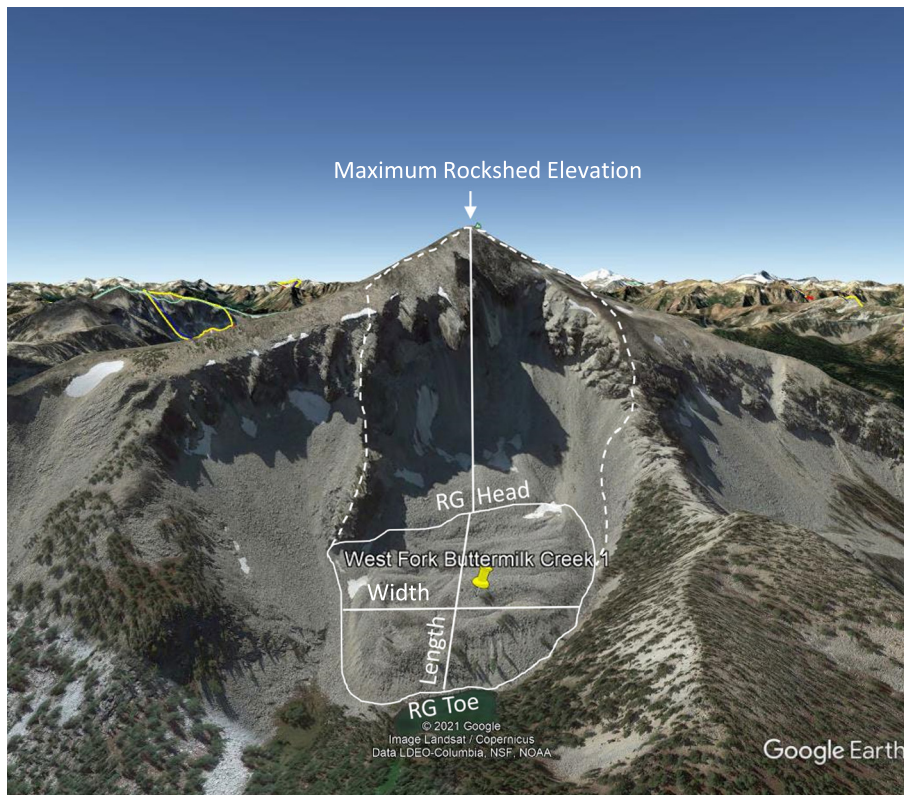 Maximum Rockshed Elevation
RG Head
West Fork Buttermilk Creek 1
Width
Length
RG Toe
© 2021 Google
Image Landsat / Copernicus
Data LDEO-Columbia, NSF, NOAA
Google Earth